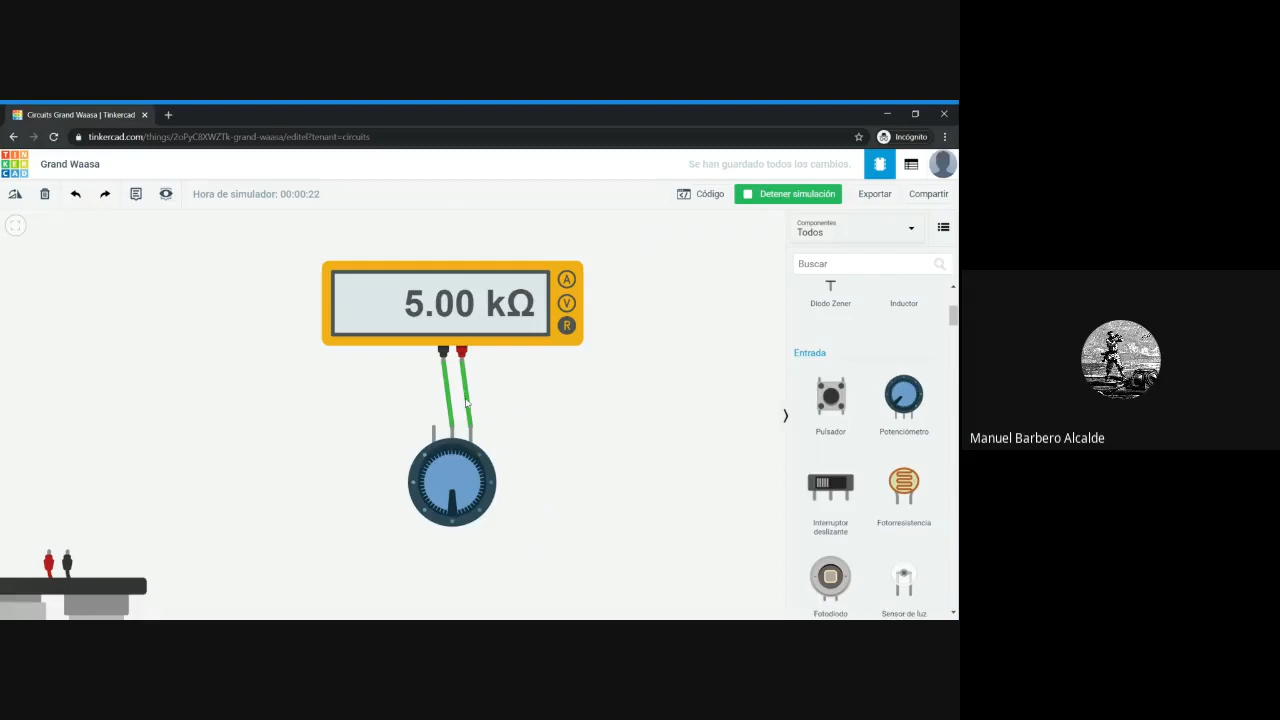 Circuits Grand Waasa | Tinkercad
tinkercad.com/things/2oPyC8XWZTk-grand-waasa/editel?tenant=circuits
Incógnito
TIN
KER
CAD
Grand Waasa
Se han guardado todos los cambios.
Hora de simulador: 00:00:22
Código
Detener simulación
Exportar
Compartir
Componentes
Todos
Buscar
Diodo Zener
Inductor
Entrada
Pulsador
Potenciómetro
Interruptor
deslizante
Fotorresistencia
Fotodiodo
Sensor de luz
5.00 kΩ
A
V
R
Manuel Barbero Alcalde